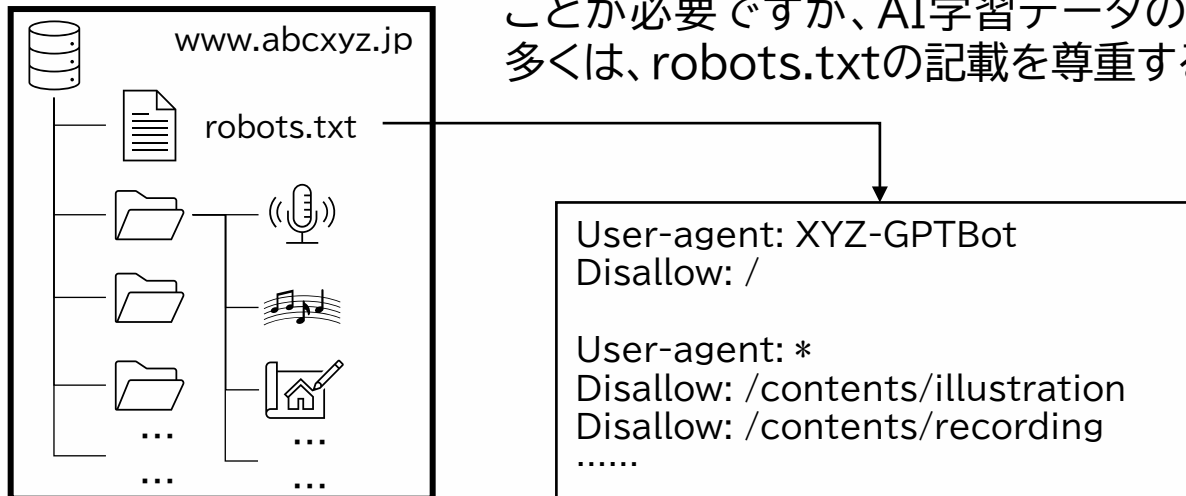 ことが必要ですが、AI学習データの
多くは、robots.txtの記載を尊重する
www.abcxyz.jp
robots.txt
...
...
...
...
User-agent: XYZ-GPTBot
Disallow: /
User-agent: *
Disallow: /contents/illustration
Disallow: /contents/recording
......